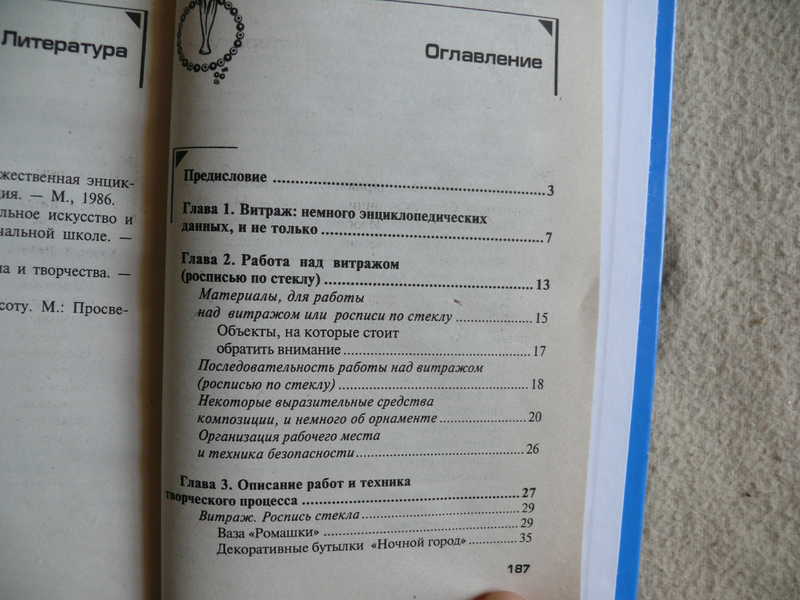 Литература
жественная энцик-
ия. — М., 1986.
льное искусство и
чальной школе. —
а и творчества. —
соту. М.: Просве-
Оглавление
Предисловие ........ 3
Глава 1. Витраж: немного энциклопедических
данных, и не только ........ 7
Глава 2. Работа над витражом
(росписью по стеклу) ........ 13
Материалы, для работы
над витражом или росписи по стеклу ........ 15
Объекты, на которые стоит
обратить внимание ........ 17
Последовательность работы над витражом
(росписью по стеклу) ........ 18
Некоторые выразительные средства
композиции, и немного об орнаменте ........ 20
Организация рабочего места
и техника безопасности ........ 26
Глава 3. Описание работ и техника
творческого процесса ........ 27
Витраж. Роспись стекла ........ 29
Ваза «Ромашки» ........ 29
Декоративные бутылки «Ночной город» ........ 35
187